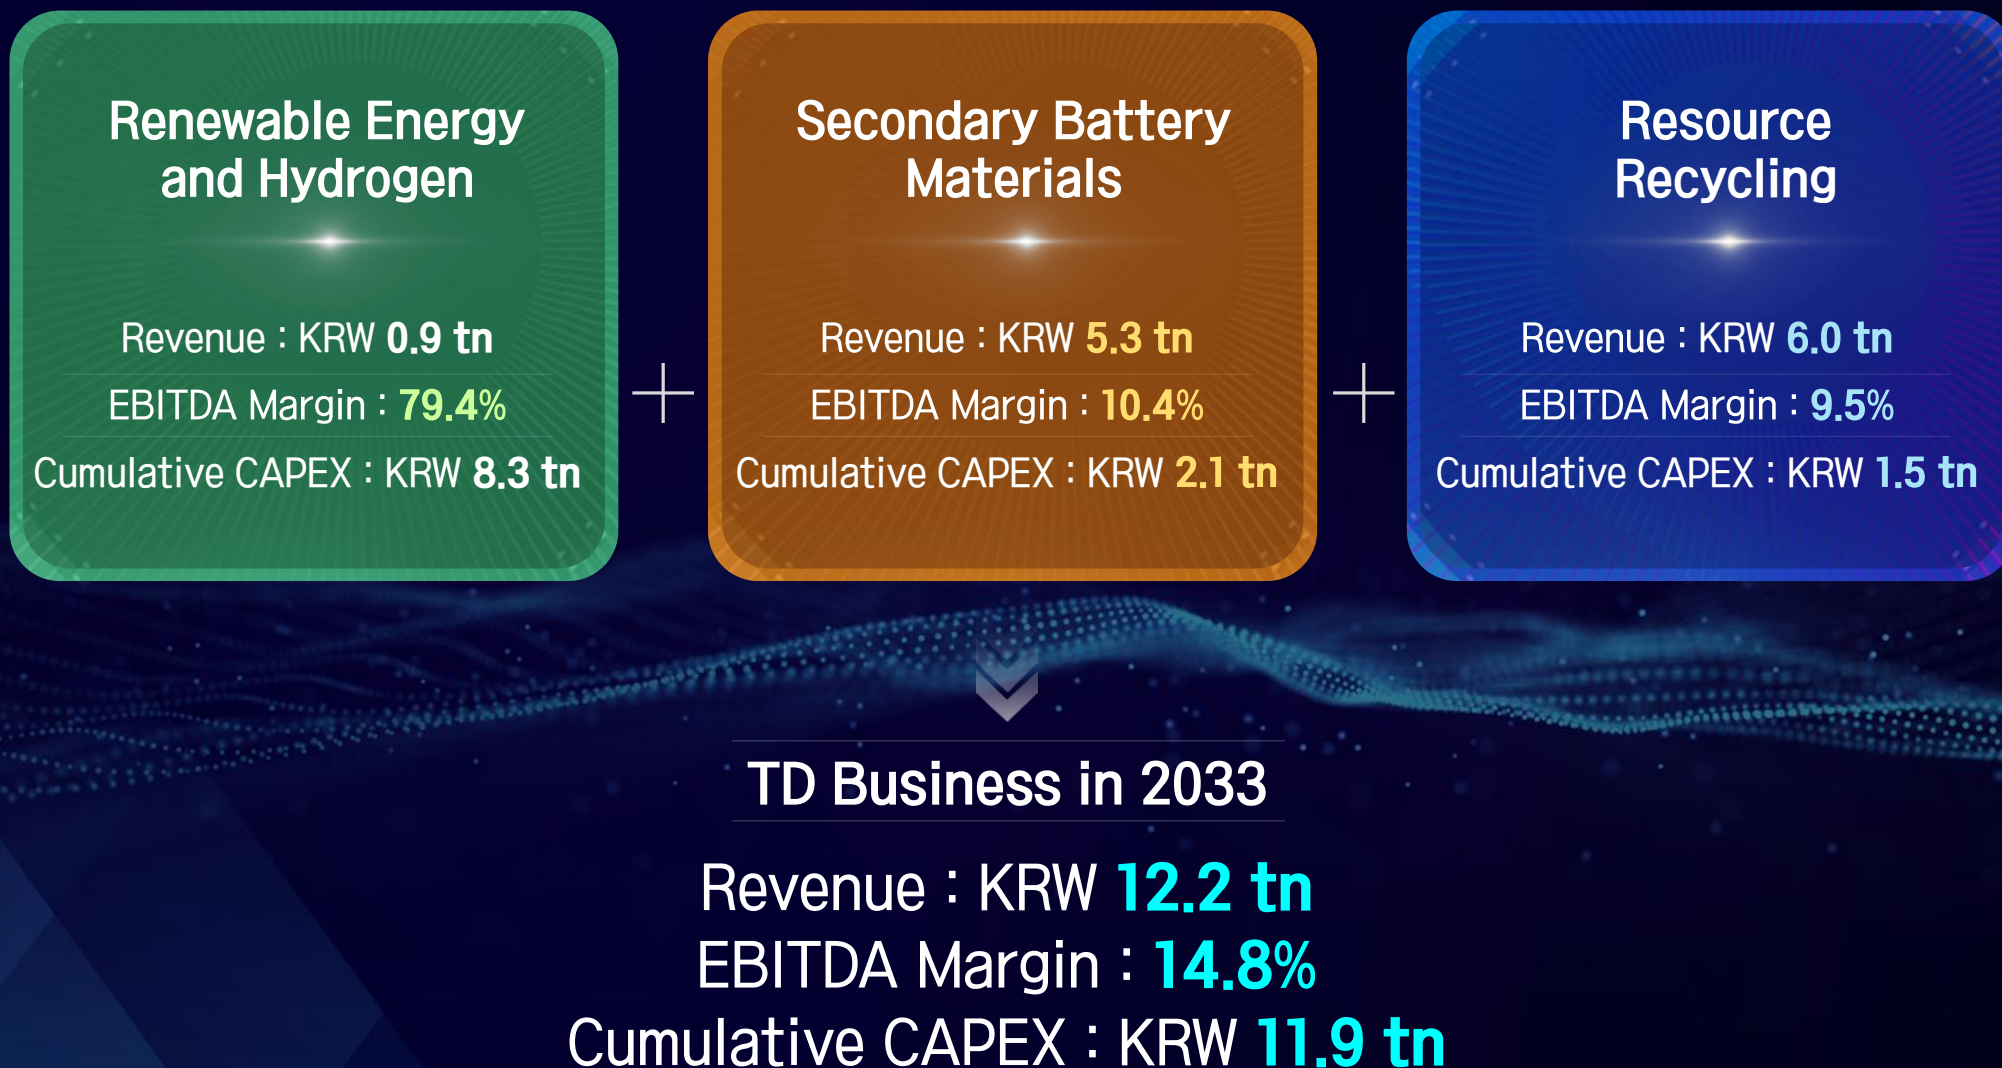 Renewable Energy
and Hydrogen
Revenue : KRW 0.9 tn
EBITDA Margin : 79.4%
Cumulative CAPEX : KRW 8.3 tn
Secondary Battery
Materials
Revenue : KRW 5.3 tn
EBITDA Margin : 10.4%
Cumulative CAPEX : KRW 2.1 tn
Resource
Recycling
Revenue : KRW 6.0 tn
EBITDA Margin : 9.5%
Cumulative CAPEX : KRW 1.5 tn
TD Business in 2033
Revenue : KRW 12.2 tn
EBITDA Margin : 14.8%
Cumulative CAPEX : KRW 11.9 tn